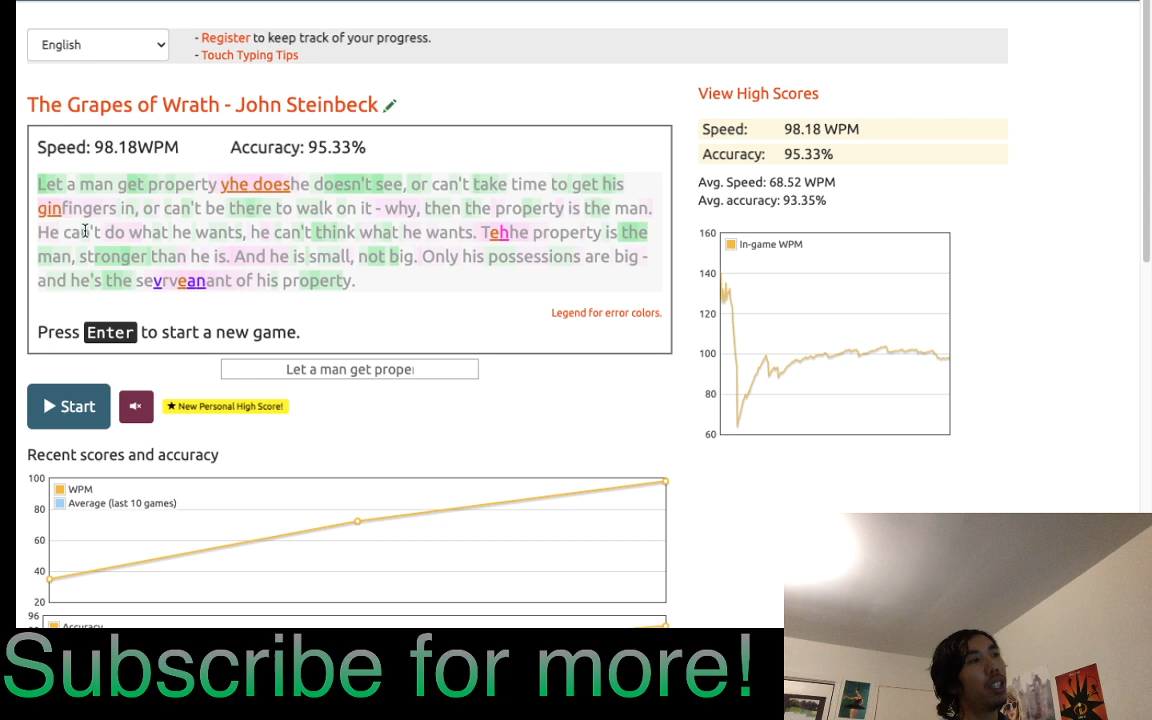 English
- Register to keep track of your progress.
- Touch Typing Tips
The Grapes of Wrath - John Steinbeck
View High Scores
Speed: 98.18WPM Accuracy: 95.33%
Speed: 98.18 WPM
Accuracy: 95.33%
Avg. Speed: 68.52 WPM
Avg. accuracy: 93.35%
Let a man get property yhe doeshe doesn't see, or can't take time to get his
ginfingers in, or can't be there to walk on it - why, then the property is the man.
He can't do what he wants, he can't think what he wants. Tehhe property is the
man, stronger than he is. And he is small, not big. Only his possessions are big -
and he's the sevrveanant of his property.
Legend for error colors.
Press Enter to start a new game.
Let a man get prope
Start
★ New Personal High Score!
160
In-game WPM
140
120
100
80
60
Recent scores and accuracy
100
WPM
Average (last 10 games)
80
60
40
20
96
Accuracy
Subscribe for more!